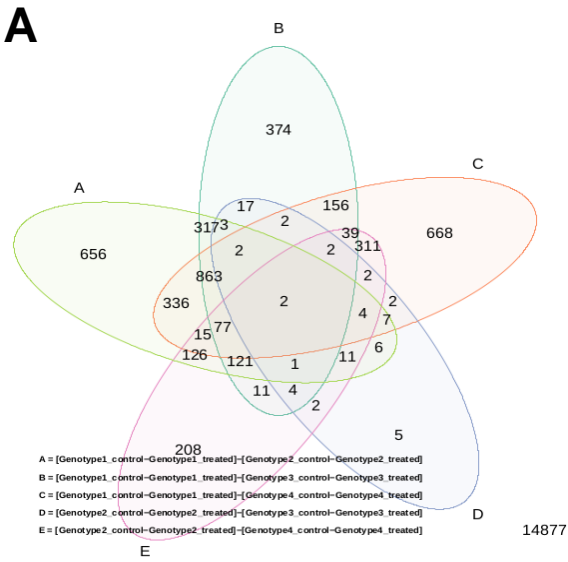 A
B
374
C
A
17
156
2
3173
39
668
311
656
2
2
863
2
336
2
2
4
7
15
77
6
126
121
1
11
11
4
2
5
208
A = [Genotype1_control−Genotype1_treated]−[Genotype2_control−Genotype2_treated]
B = [Genotype1_control−Genotype1_treated]−[Genotype3_control−Genotype3_treated]
C = [Genotype1_control−Genotype1_treated]−[Genotype4_control−Genotype4_treated]
D = [Genotype2_control−Genotype2_treated]−[Genotype3_control−Genotype3_treated]
D
E = [Genotype2_control−Genotype2_treated]−[Genotype4_control−Genotype4_treated]
14877
E